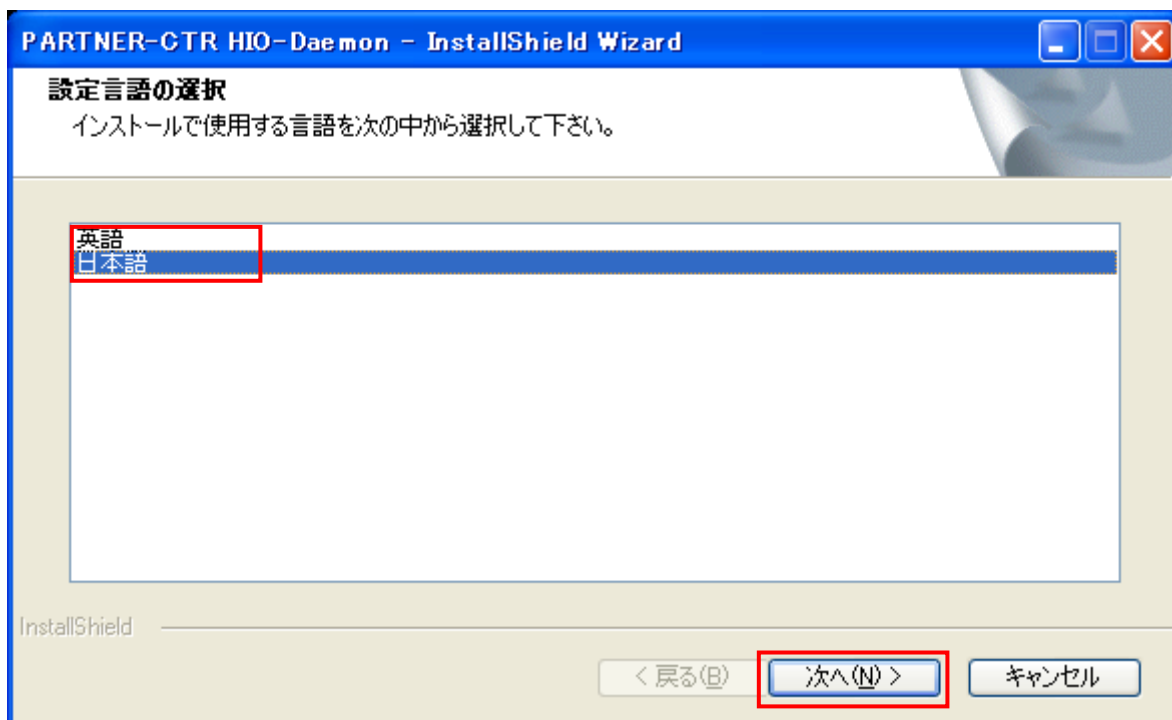 PARTNER-CTR HIO-Daemon - InstallShield Wizard
設定言語の選択
インストールで使用する言語を次の中から選択して下さい。
英語
日本語
InstallShield
< 戻る(B)
次へ(N) >
キャンセル